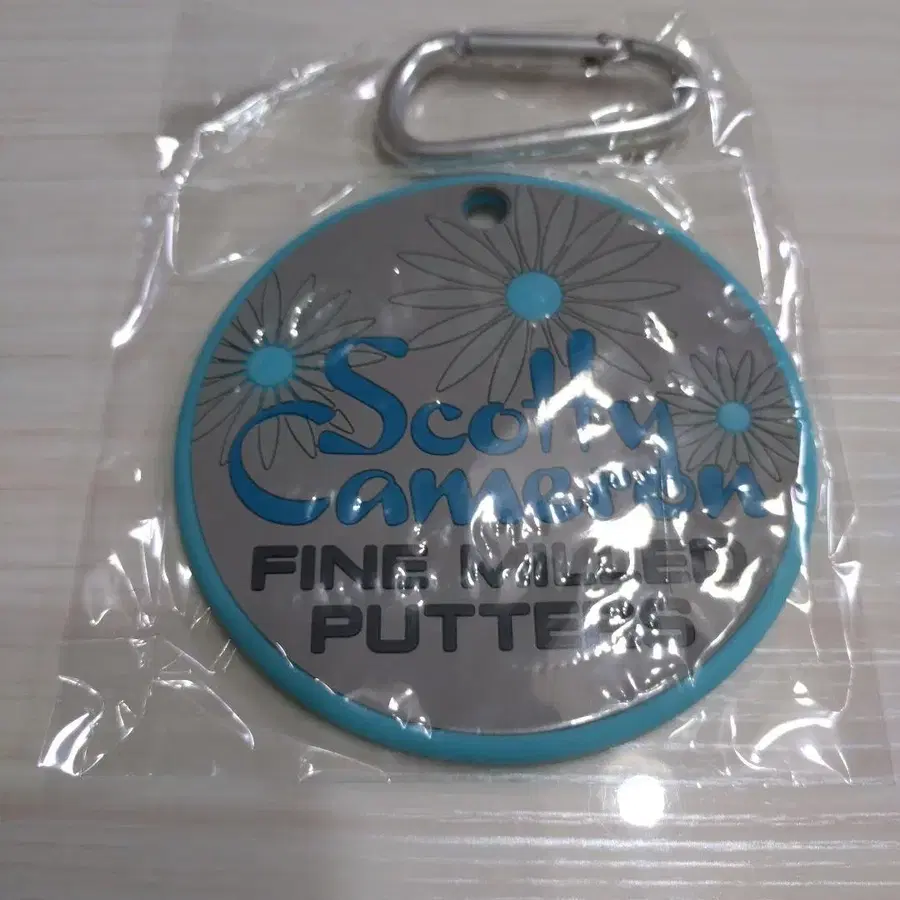 Scotty
Cameron
FINE MILLED
PUTTERS